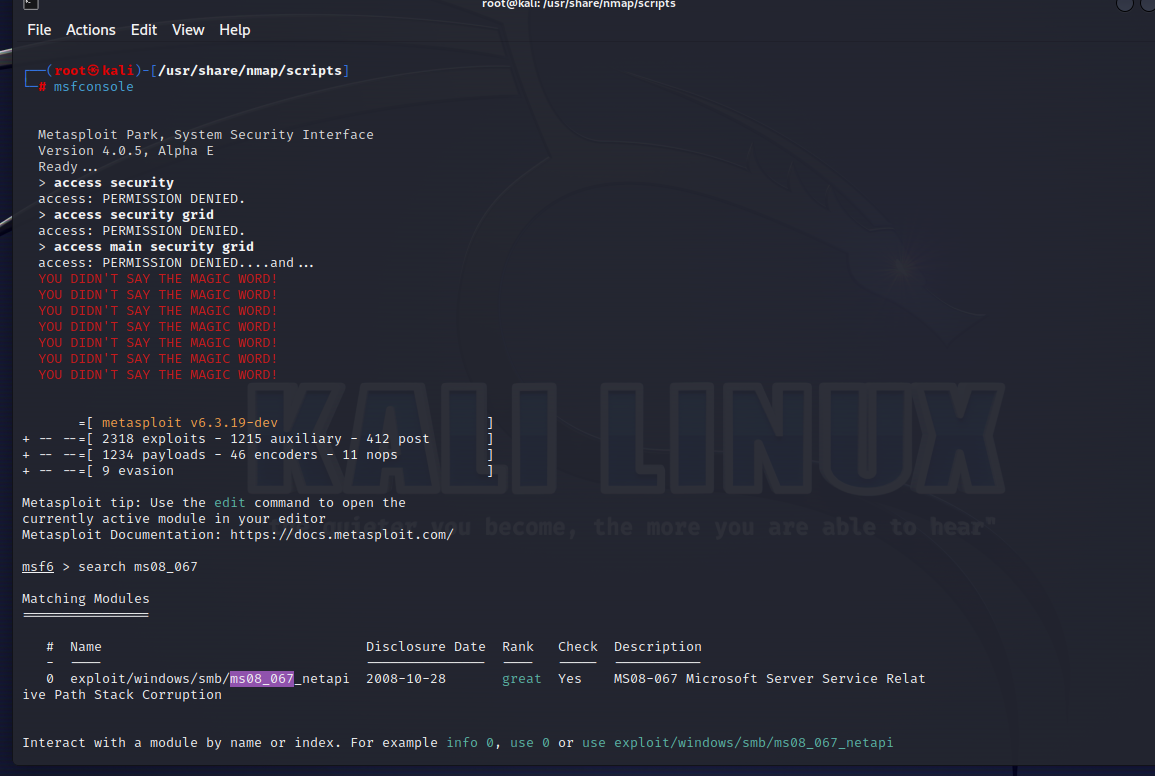 root@kali: /usr/share/nmap/scripts
File Actions Edit View Help
┌──(root㉿kali)-[/usr/share/nmap/scripts]
└─# msfconsole
Metasploit Park, System Security Interface
Version 4.0.5, Alpha E
Ready...
> access security
access: PERMISSION DENIED.
> access security grid
access: PERMISSION DENIED.
> access main security grid
access: PERMISSION DENIED....and...
YOU DIDN'T SAY THE MAGIC WORD!
YOU DIDN'T SAY THE MAGIC WORD!
YOU DIDN'T SAY THE MAGIC WORD!
YOU DIDN'T SAY THE MAGIC WORD!
YOU DIDN'T SAY THE MAGIC WORD!
YOU DIDN'T SAY THE MAGIC WORD!
YOU DIDN'T SAY THE MAGIC WORD!
KALI LINUX
=[ metasploit v6.3.19-dev ]
+ -- --=[ 2318 exploits - 1215 auxiliary - 412 post ]
+ -- --=[ 1234 payloads - 46 encoders - 11 nops ]
+ -- --=[ 9 evasion ]
Metasploit tip: Use the edit command to open the
currently active module in your editor
you become, the more you are able to hear"
Metasploit Documentation: https://docs.metasploit.com/
msf6 > search ms08_067
Matching Modules
================
# Name Disclosure Date Rank Check Description
- ---- --------------- ---- ----- -----------
0 exploit/windows/smb/ms08_067_netapi 2008-10-28 great Yes MS08-067 Microsoft Server Service Relat
ive Path Stack Corruption
Interact with a module by name or index. For example info 0, use 0 or use exploit/windows/smb/ms08_067_netapi